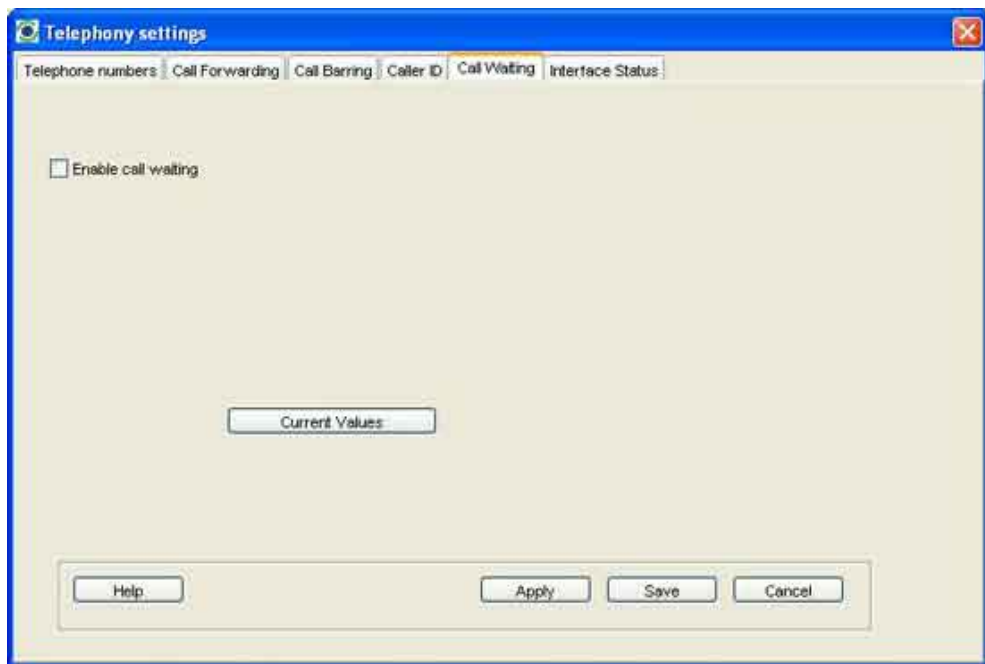 Telephony settings
Telephone numbers Call Forwarding Call Barring Caller ID Call Waiting Interface Status
Enable call waiting
Current Values
Help Apply Save Cancel